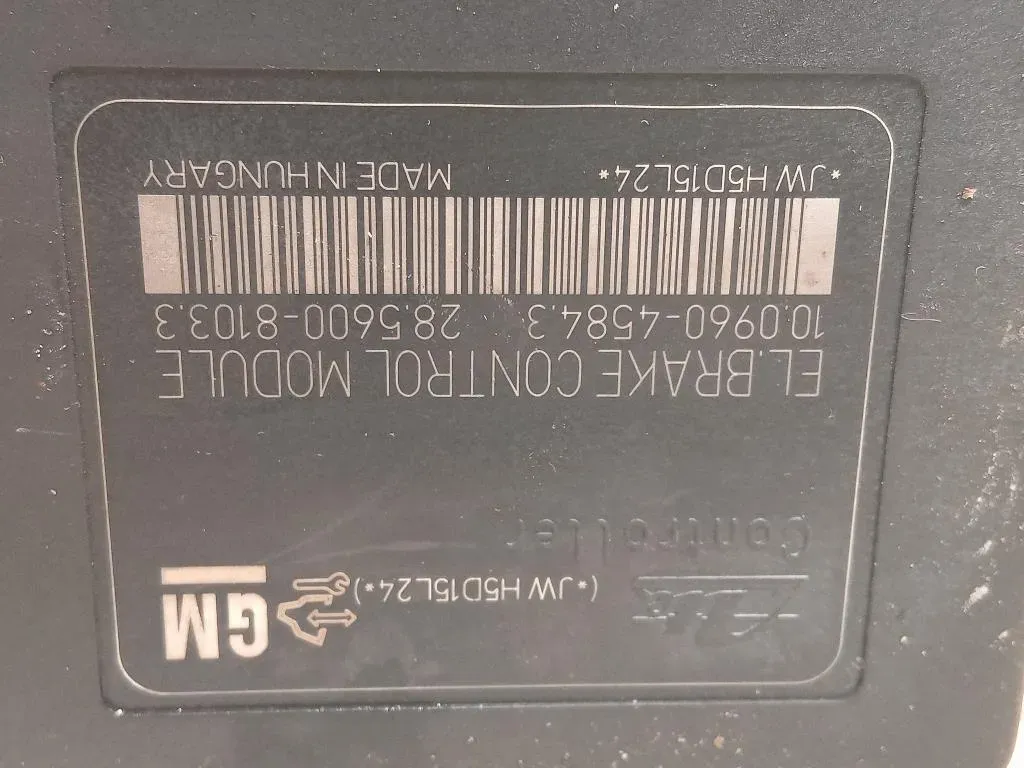 GM
(*JW H5D15L24*)
Controller
EL.BRAKE CONTROL MODULE
10.0960-4584.3 28.5600-8103.3
*JW H5D15L24* MADE IN HUNGARY